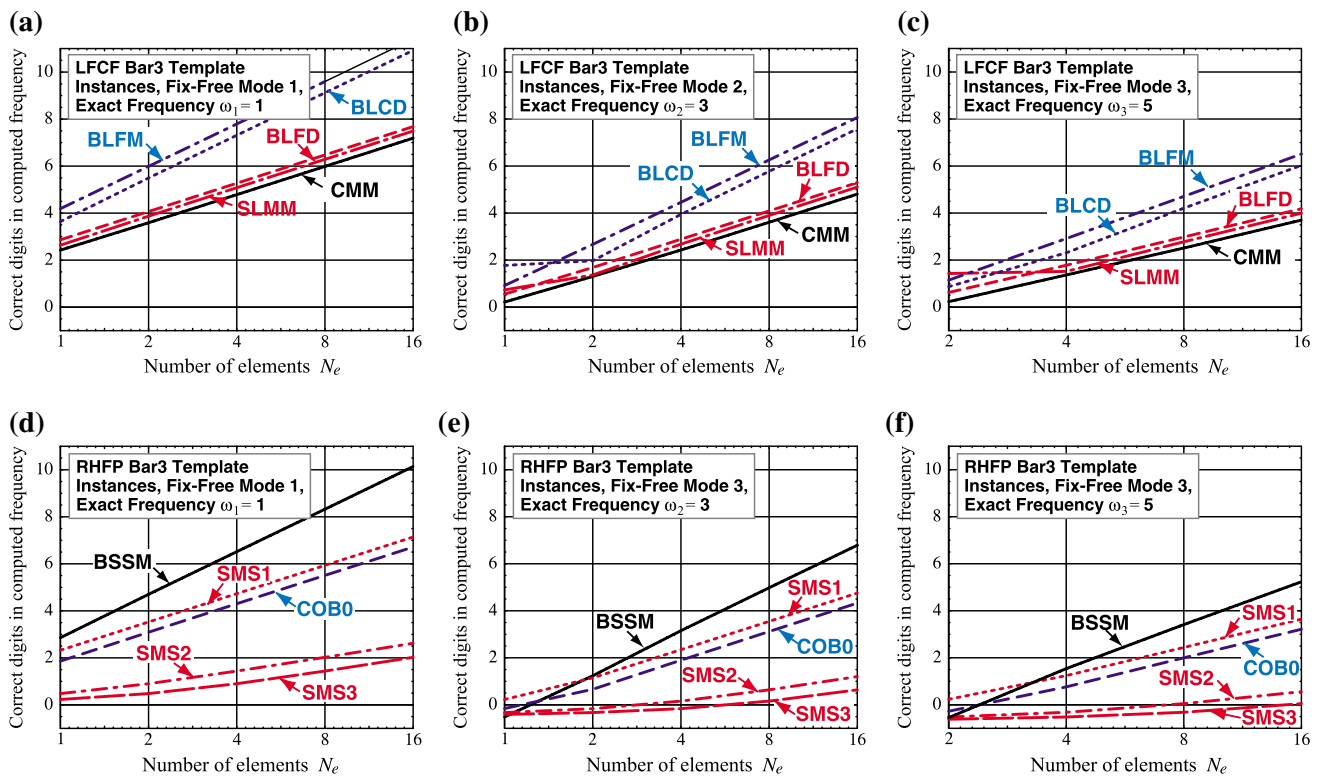 (a)
Correct digits in computed frequency
10
8
6
4
2
0
LFCF Bar3 Template
Instances, Fix-Free Mode 1,
Exact Frequency ω1 = 1
BLCD
BLFM
BLFD
CMM
SLMM
1 2 4 8 16
Number of elements Ne
(b)
Correct digits in computed frequency
10
8
6
4
2
0
LFCF Bar3 Template
Instances, Fix-Free Mode 2,
Exact Frequency ω2 = 3
BLFM
BLCD
BLFD
CMM
SLMM
1 2 4 8 16
Number of elements Ne
(c)
Correct digits in computed frequency
10
8
6
4
2
0
LFCF Bar3 Template
Instances, Fix-Free Mode 3,
Exact Frequency ω3 = 5
BLFM
BLCD
BLFD
CMM
SLMM
2 4 8 16
Number of elements Ne
(d)
Correct digits in computed frequency
10
8
6
4
2
0
RHFP Bar3 Template
Instances, Fix-Free Mode 1,
Exact Frequency ω1 = 1
BSSM
SMS1
COB0
SMS2
SMS3
1 2 4 8 16
Number of elements Ne
(e)
Correct digits in computed frequency
10
8
6
4
2
0
RHFP Bar3 Template
Instances, Fix-Free Mode 3,
Exact Frequency ω2 = 3
BSSM
SMS1
COB0
SMS2
SMS3
1 2 4 8 16
Number of elements Ne
(f)
Correct digits in computed frequency
10
8
6
4
2
0
RHFP Bar3 Template
Instances, Fix-Free Mode 3,
Exact Frequency ω3 = 5
BSSM
SMS1
COB0
SMS2
SMS3
2 4 8 16
Number of elements Ne